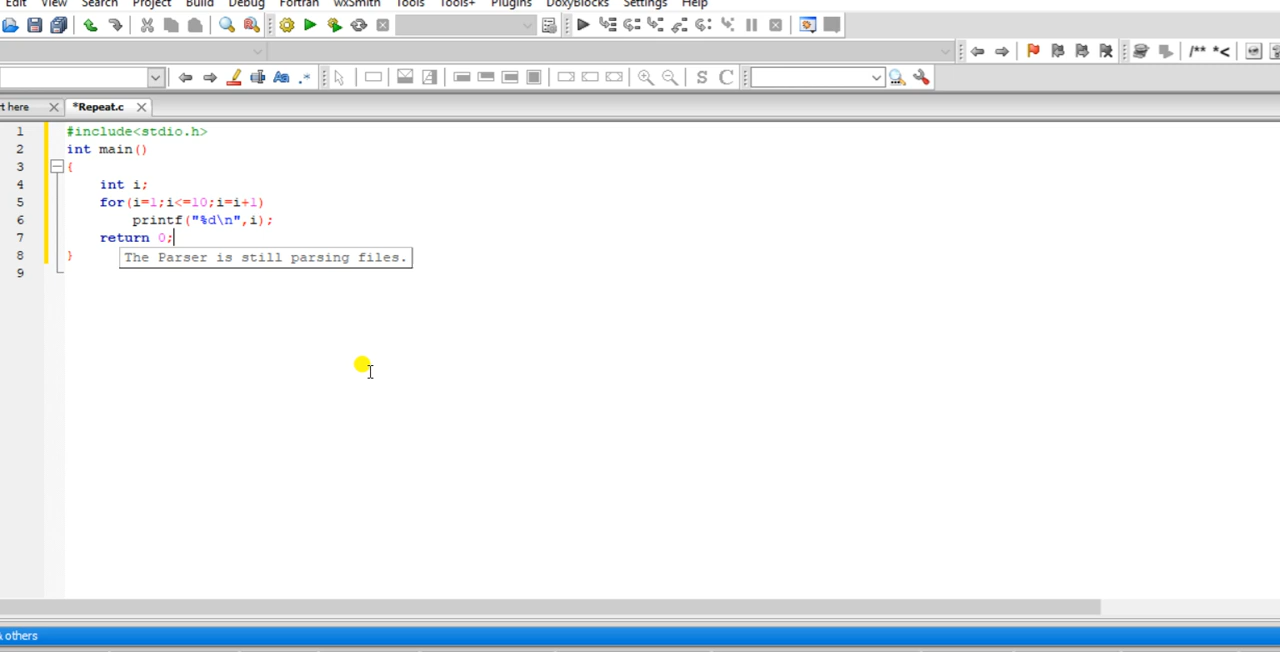 Edit View Search Project Build Debug Fortran wxSmith Tools Tools+ Plugins DoxyBlocks Settings Help
/** *<
S C
t here *Repeat.c
1 #include<stdio.h>
2 int main()
3 {
4 int i;
5 for(i=1;i<=10;i=i+1)
6 printf("%d\n",i);
7 return 0;
8 }
The Parser is still parsing files.
9
& others